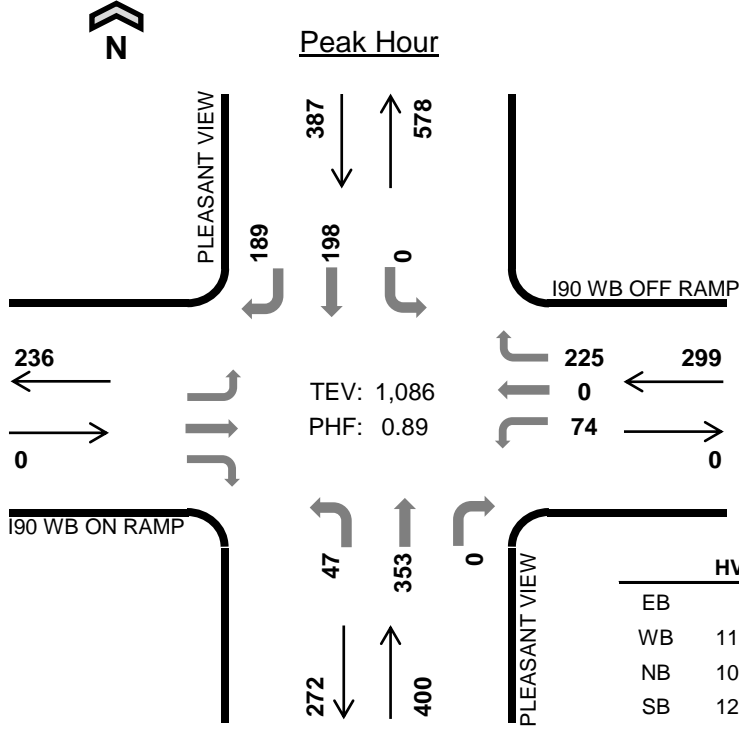 N
Peak Hour
PLEASANT VIEW
387
578
189
198
0
I90 WB OFF RAMP
236
TEV: 1,086
PHF: 0.89
225
299
0
74
0
0
I90 WB ON RAMP
47
353
0
PLEASANT VIEW
272
400
HV
EB
WB 11
NB 10
SB 12